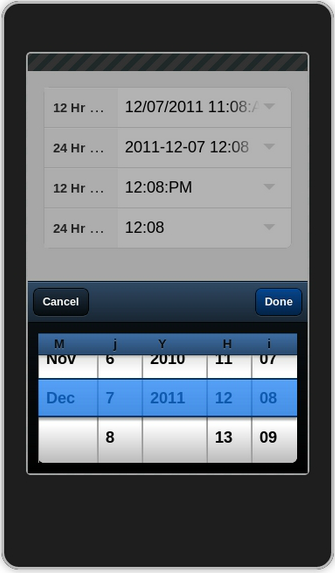 12 Hr ... 12/07/2011 11:08:A
24 Hr ... 2011-12-07 12:08
12 Hr ... 12:08:PM
24 Hr ... 12:08
Cancel Done
M j Y H i
Nov 6 2010 11 07
Dec 7 2011 12 08
8 13 09